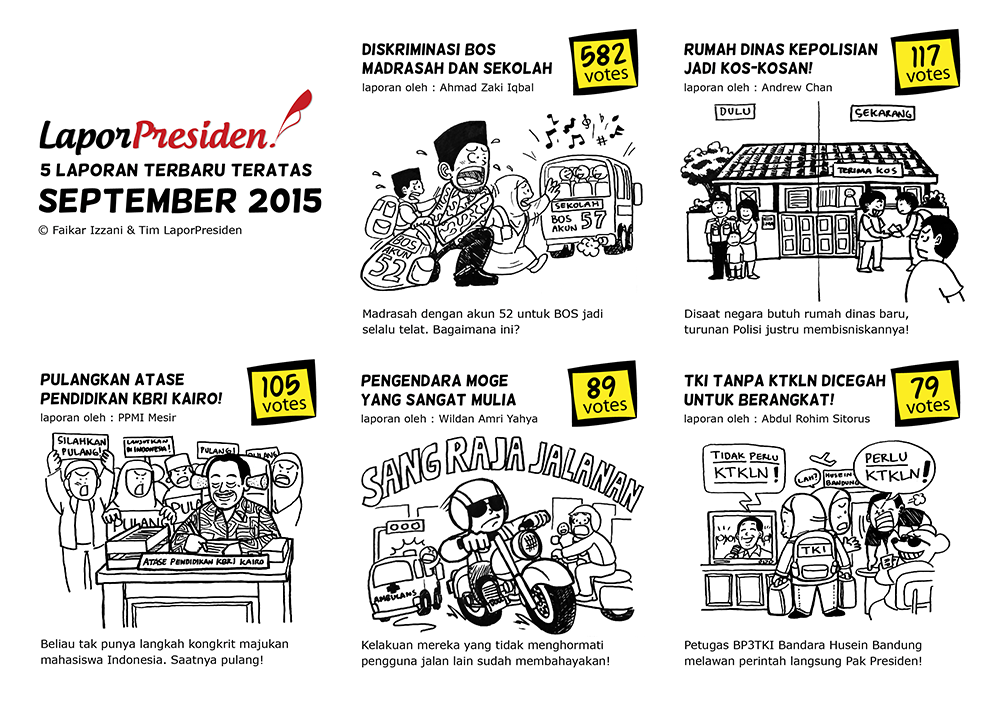 LaporPresiden!
5 LAPORAN TERBARU TERATAS
SEPTEMBER 2015
© Faikar Izzani & Tim LaporPresiden
DISKRIMINASI BOS
MADRASAH DAN SEKOLAH
laporan oleh : Ahmad Zaki Iqbal
582
votes
SEKOLAH
BOS
AKUN 57
BOS
AKUN
52
Madrasah dengan akun 52 untuk BOS jadi
selalu telat. Bagaimana ini?
RUMAH DINAS KEPOLISIAN
JADI KOS-KOSAN!
laporan oleh : Andrew Chan
117
votes
DULU
SEKARANG
TERIMA KOS
Disaat negara butuh rumah dinas baru,
turunan Polisi justru membisniskannya!
PULANGKAN ATASE
PENDIDIKAN KBRI KAIRO!
laporan oleh : PPMI Mesir
105
votes
SILAHKAN
PULANG!
LANJUTKAN
DI INDONESIA!
PULANG!
PULANG
PULANG
ATASE PENDIDIKAN KBRI KAIRO
Beliau tak punya langkah kongkrit majukan
mahasiswa Indonesia. Saatnya pulang!
PENGENDARA MOGE
YANG SANGAT MULIA
laporan oleh : Wildan Amri Yahya
89
votes
SANG RAJA JALANAN
AMBULANS
Kelakuan mereka yang tidak menghormati
pengguna jalan lain sudah membahayakan!
TKI TANPA KTKLN DICEGAH
UNTUK BERANGKAT!
laporan oleh : Abdul Rohim Sitorus
79
votes
TIDAK PERLU
KTKLN!
LAH?
HUSEIN
BANDUNG
PERLU
KTKLN!
TKI
Petugas BP3TKI Bandara Husein Bandung
melawan perintah langsung Pak Presiden!